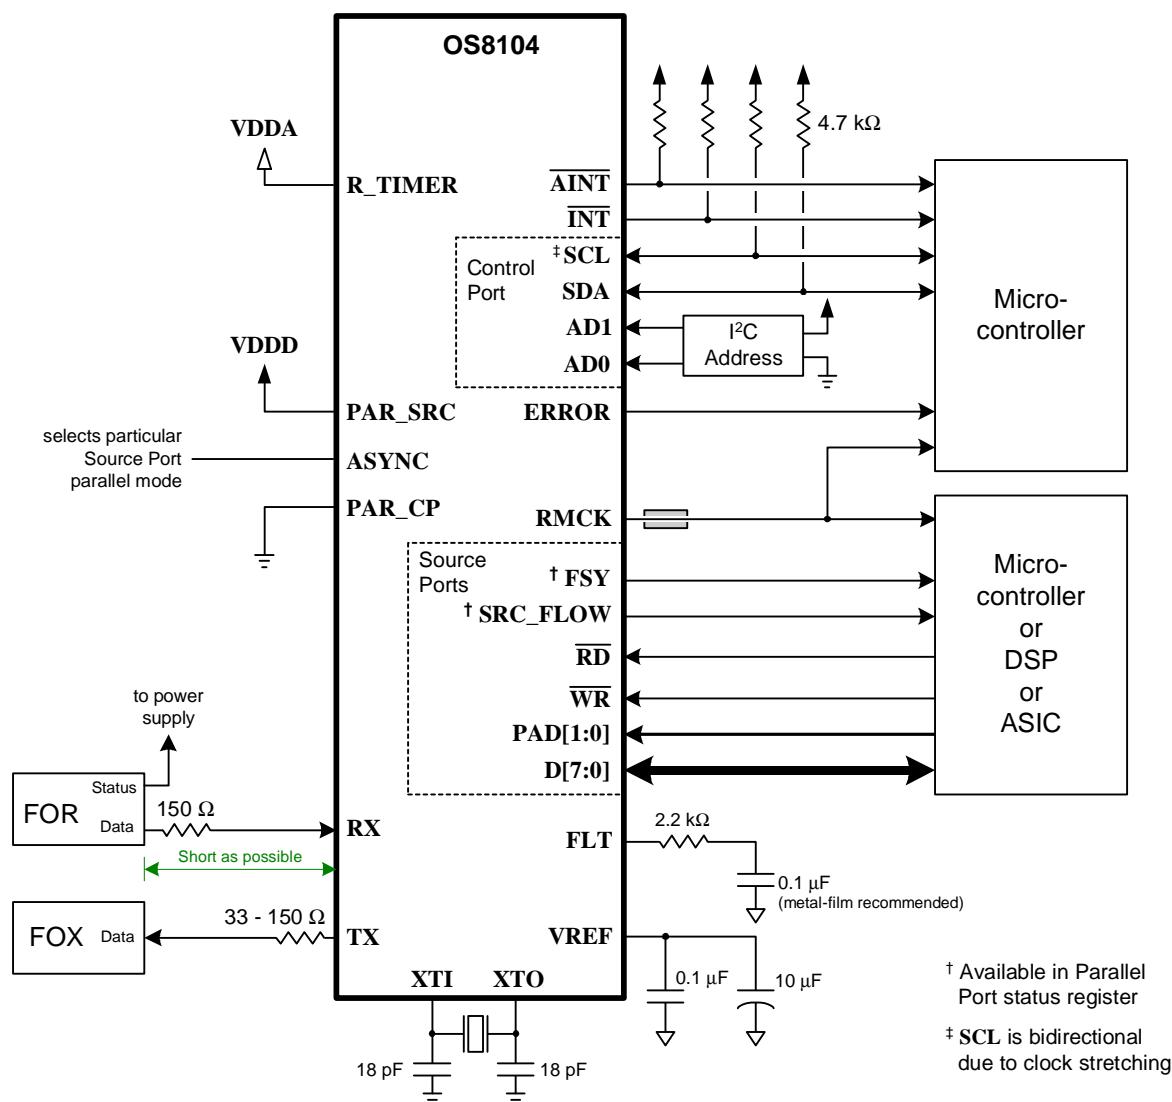 OS8104
VDDA
R_TIMER
4.7 kΩ
AINT
INT
Control
Port
‡SCL
SDA
AD1
AD0
I²C
Address
Micro-
controller
VDDD
PAR_SRC
ERROR
selects particular
Source Port
parallel mode
ASYNC
PAR_CP
RMCK
Source
Ports
† FSY
† SRC_FLOW
RD
WR
PAD[1:0]
D[7:0]
Micro-
controller
or
DSP
or
ASIC
to power
supply
FOR
Status
Data
150 Ω
RX
Short as possible
FLT
2.2 kΩ
0.1 µF
(metal-film recommended)
FOX
Data
33 - 150 Ω
TX
VREF
0.1 µF
10 µF
XTI
XTO
18 pF
18 pF
† Available in Parallel
Port status register
‡ SCL is bidirectional
due to clock stretching